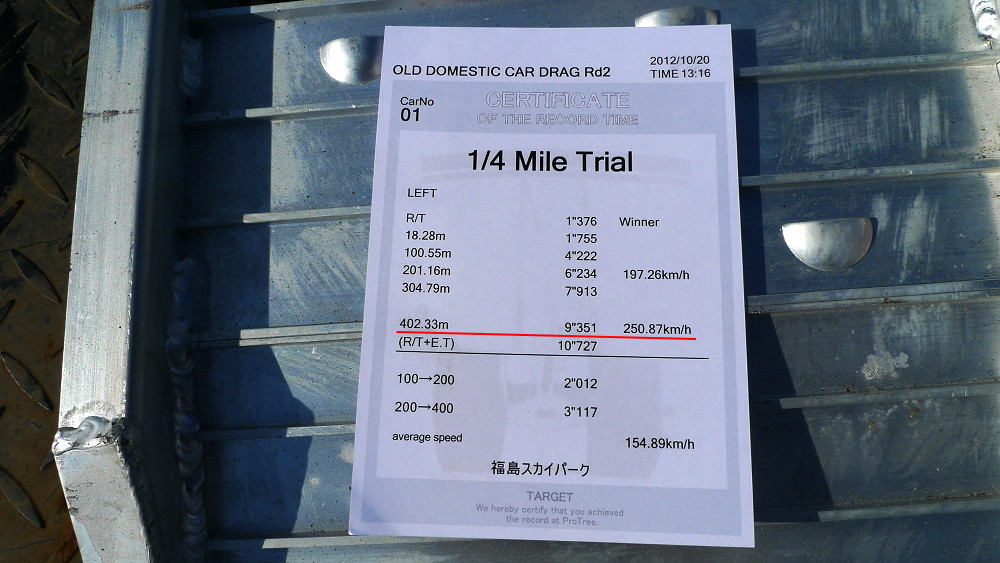 OLD DOMESTIC CAR DRAG Rd2
2012/10/20
TIME 13:16
CarNo
01
CERTIFICATE
OF THE RECORD TIME
1/4 Mile Trial
LEFT
R/T 1"376 Winner
18.28m 1"755
100.55m 4"222
201.16m 6"234 197.26km/h
304.79m 7"913
402.33m 9"351 250.87km/h
(R/T+E.T) 10"727
100→200 2"012
200→400 3"117
average speed 154.89km/h
福島スカイパーク
TARGET
We hereby certify that you achieved
the record at ProTree.